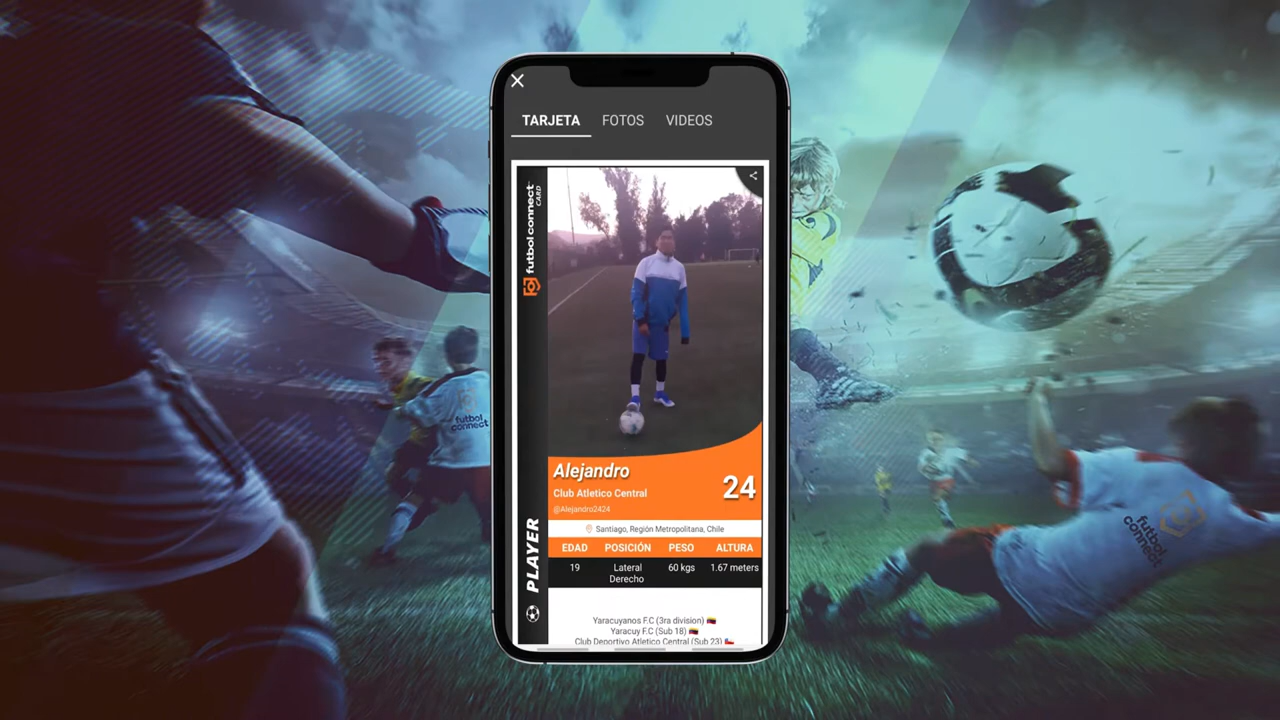 TARJETA FOTOS VIDEOS
futbol connect
CARD
PLAYER
Alejandro
Club Atletico Central
@Alejandro2424
24
Santiago, Región Metropolitana, Chile
EDAD POSICIÓN PESO ALTURA
19 Lateral Derecho 60 kgs 1.67 meters
Yaracuyanos F.C (3ra division)
Yaracuy F.C (Sub 18)
Club Deportivo Atletico Central (Sub 23)
futbol
connect
futbol
connect